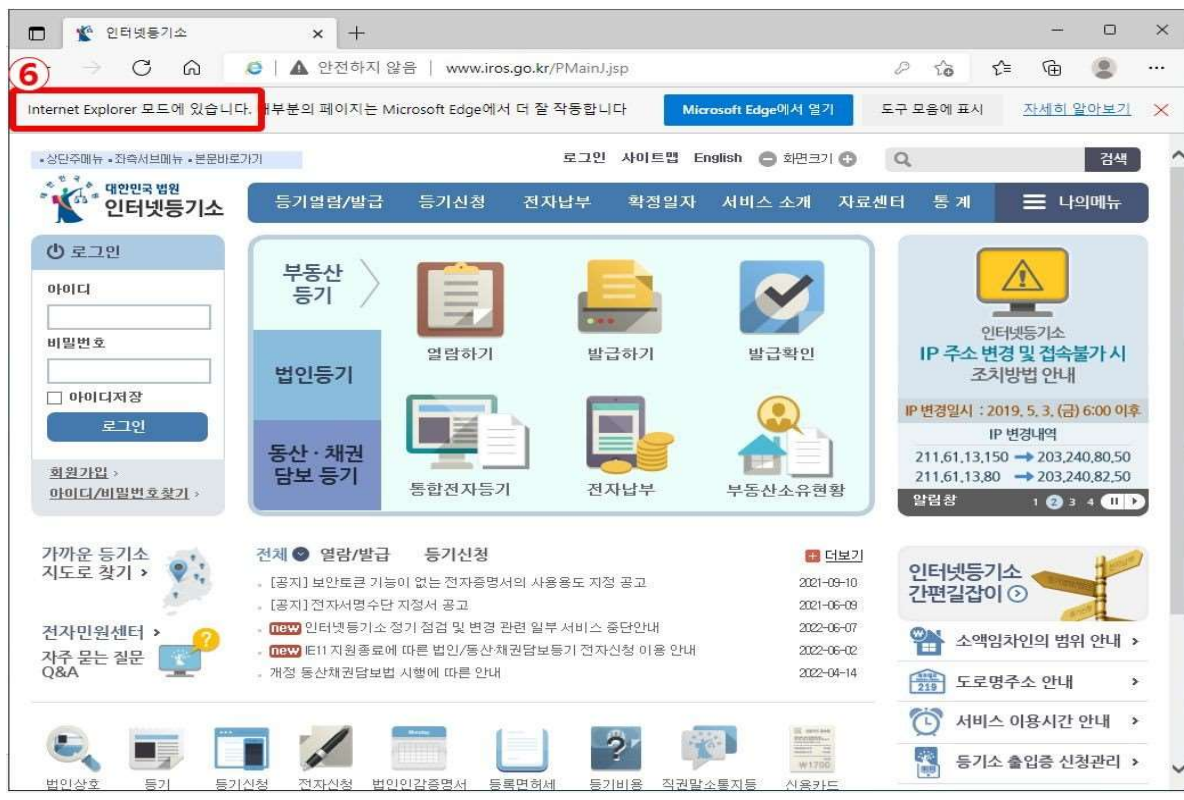 인터넷등기소
⑥
안전하지 않음 | www.iros.go.kr/PMainJ.jsp
Internet Explorer 모드에 있습니다. 대부분의 페이지는 Microsoft Edge에서 더 잘 작동합니다
Microsoft Edge에서 열기
도구 모음에 표시
자세히 알아보기
상단주메뉴 좌측서브메뉴 본문바로가기
로그인 사이트맵 English 화면크기
검색
대한민국 법원
인터넷등기소
등기열람/발급 등기신청 전자납부 확정일자 서비스 소개 자료센터 통 계
나의메뉴
로그인
아이디
비밀번호
아이디저장
로그인
회원가입 >
아이디/비밀번호찾기 >
부동산
등기
법인등기
동산 · 채권
담보 등기
열람하기 발급하기 발급확인
통합전자등기 전자납부 부동산소유현황
인터넷등기소
IP 주소 변경 및 접속불가 시
조치방법 안내
IP 변경일시 : 2019. 5. 3. (금) 6:00 이후
IP 변경내역
211.61.13.150 → 203.240.80.50
211.61.13.80 → 203.240.82.50
알림창 1 2 3 4
가까운 등기소
지도로 찾기 >
전자민원센터 >
자주 묻는 질문
Q&A
전체 열람/발급 등기신청
더보기
[공지] 보안토큰 기능이 없는 전자증명서의 사용용도 지정 공고 2021-09-10
[공지] 전자서명수단 지정서 공고 2021-06-09
new 인터넷등기소 정기 점검 및 변경 관련 일부 서비스 중단안내 2022-06-07
new IE11 지원종료에 따른 법인/동산채권담보등기 전자신청 이용 안내 2022-06-02
개정 동산채권담보법 시행에 따른 안내 2022-04-14
인터넷등기소
간편길잡이
소액임차인의 범위 안내 >
219
도로명주소 안내 >
서비스 이용시간 안내 >
등기소 출입증 신청관리 >
₩1700
법인상호 등기 등기신청 전자신청 법인인감증명서 등록면허세 등기비용 직권말소통지등 신용카드